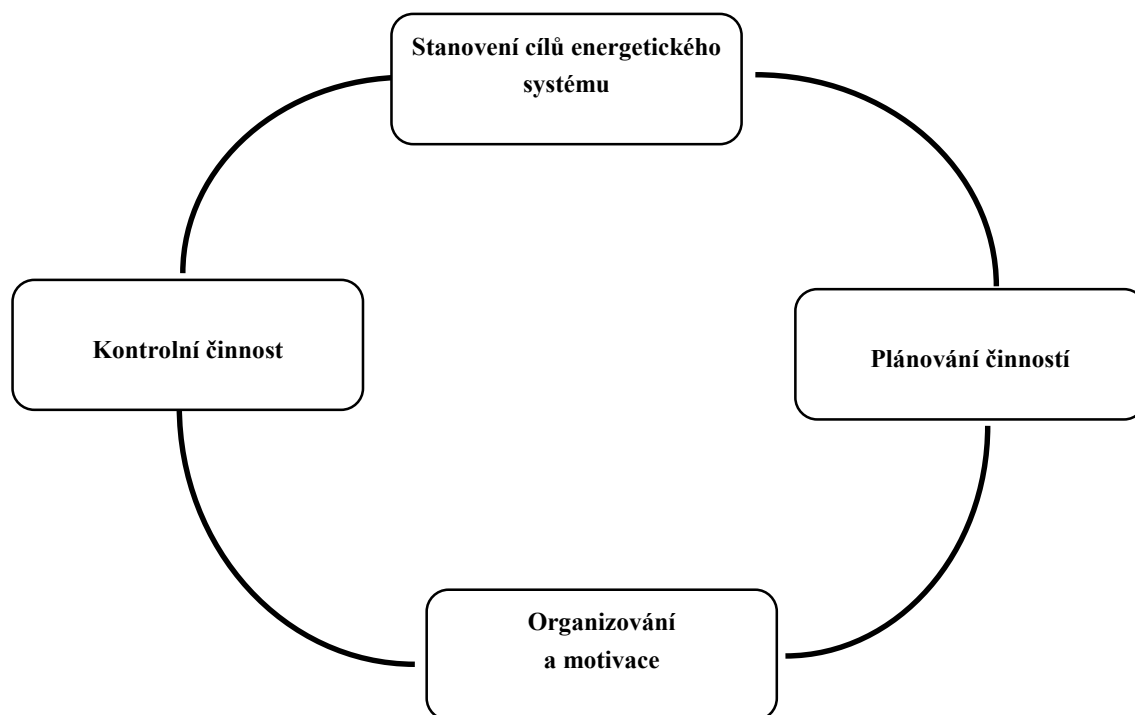 Stanovení cílů energetického
systému
Kontrolní činnost
Plánování činností
Organizování
a motivace